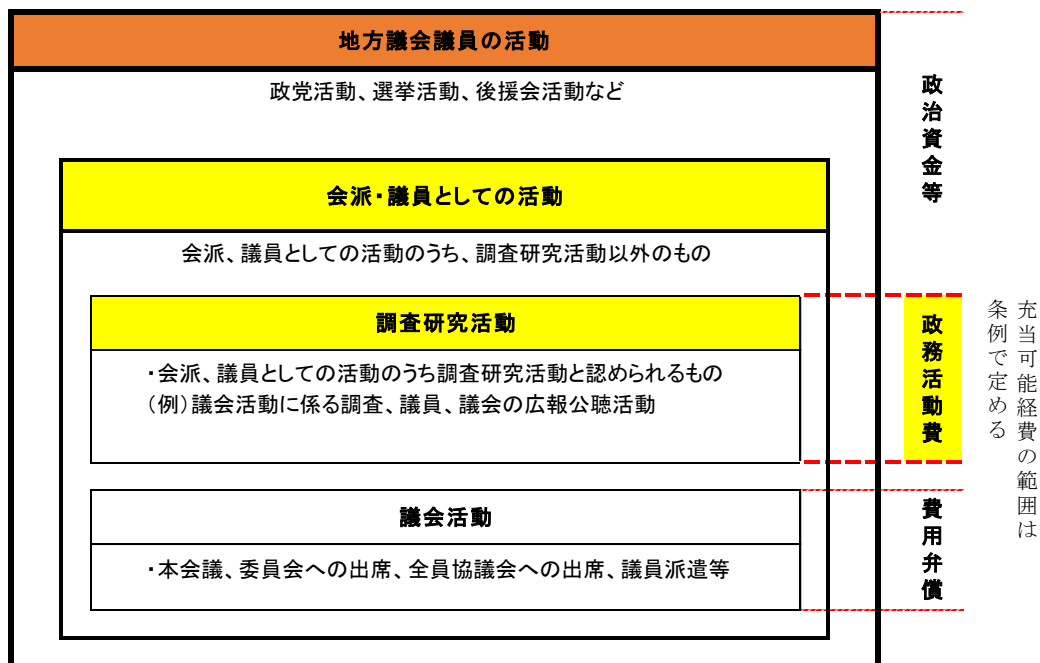 地方議会議員の活動
政党活動、選挙活動、後援会活動など
会派・議員としての活動
会派、議員としての活動のうち、調査研究活動以外のもの
調査研究活動
・会派、議員としての活動のうち調査研究活動と認められるもの
（例）議会活動に係る調査、議員、議会の広報公聴活動
議会活動
・本会議、委員会への出席、全員協議会への出席、議員派遣等
政治資金等
政務活動費
費用弁償
充当可能経費の範囲は
条例で定める